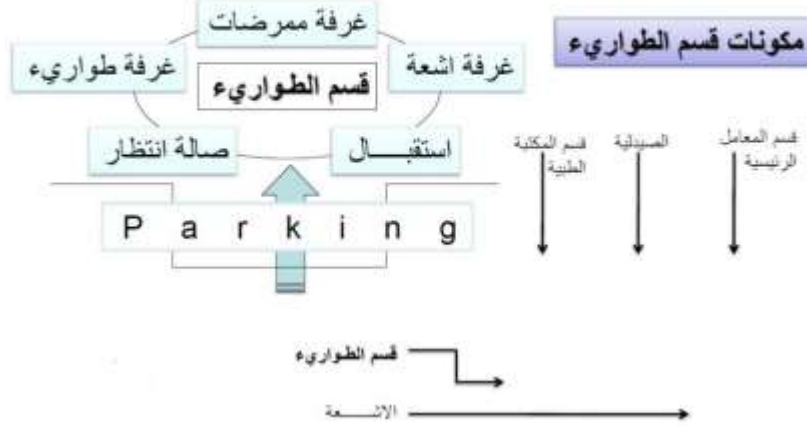 مكونات قسم الطواريء
غرفة ممرضات
غرفة اشعة
غرفة طواريء
قسم الطواريء
استقبـــــال
صالة انتظار
P a r k i n g
قسم المعامل
الرئيسية
الصيدلية
قسم المكتبة
الطبية
قسم الطواريء
الاشـــــعة